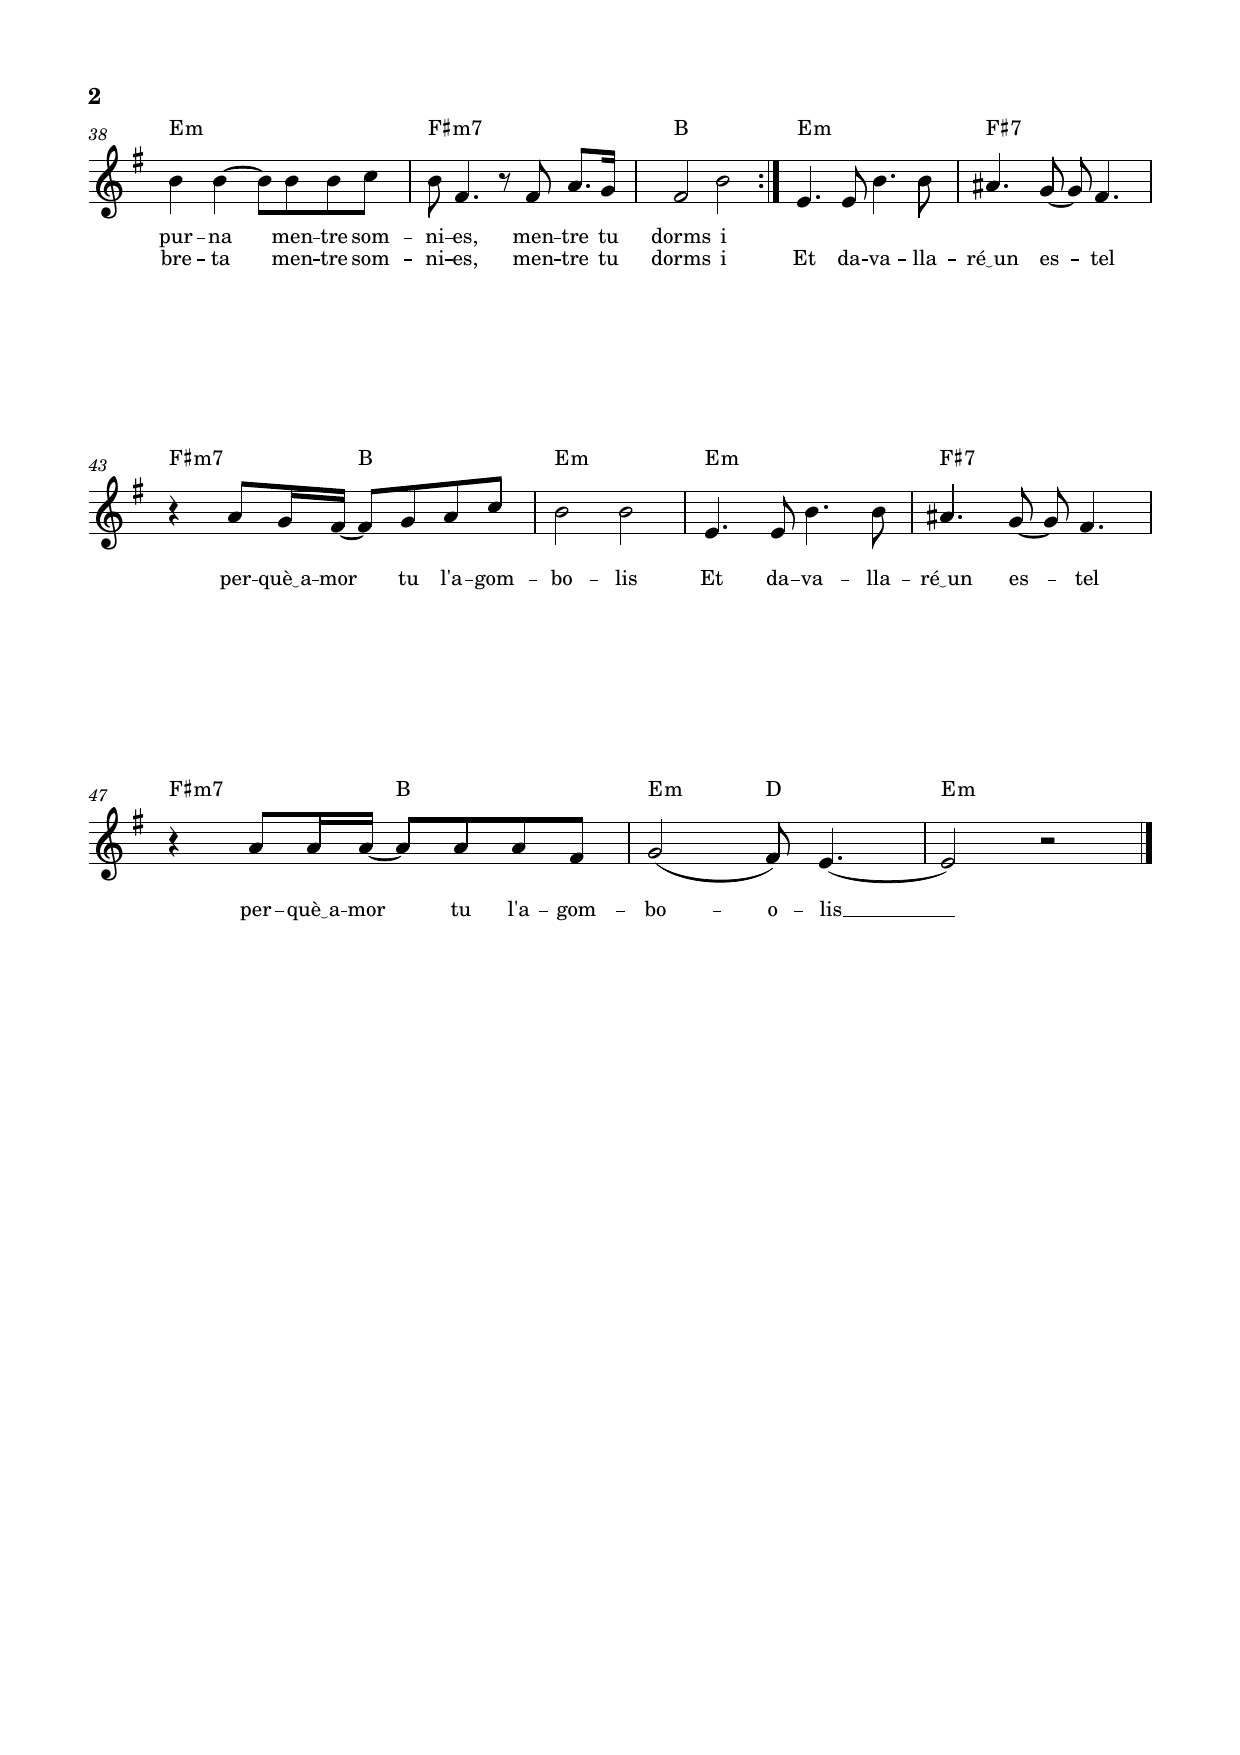 2
38 Em F♯m7 B Em F♯7
pur – na men – tre som – ni – es, men – tre tu dorms i
bre – ta men – tre som – ni – es, men – tre tu dorms i Et da – va – lla – ré‿un es – tel
43 F♯m7 B Em Em F♯7
per – què‿a – mor tu l'a – gom – bo – lis Et da – va – lla – ré‿un es – tel
47 F♯m7 B Em D Em
per – què‿a – mor tu l'a – gom – bo – o – lis